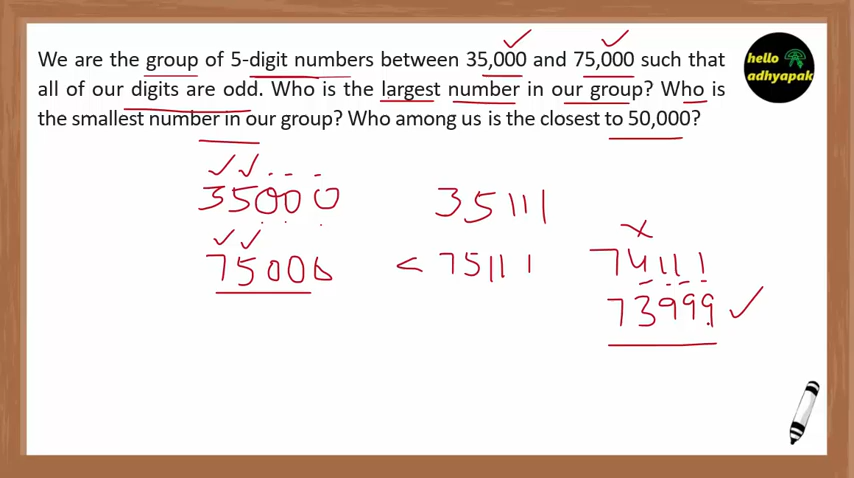 We are the group of 5-digit numbers between 35,000 and 75,000 such that
all of our digits are odd. Who is the largest number in our group? Who is
the smallest number in our group? Who among us is the closest to 50,000?
hello
adhyapak
35000
35111
75000
< 75111
74111
73999